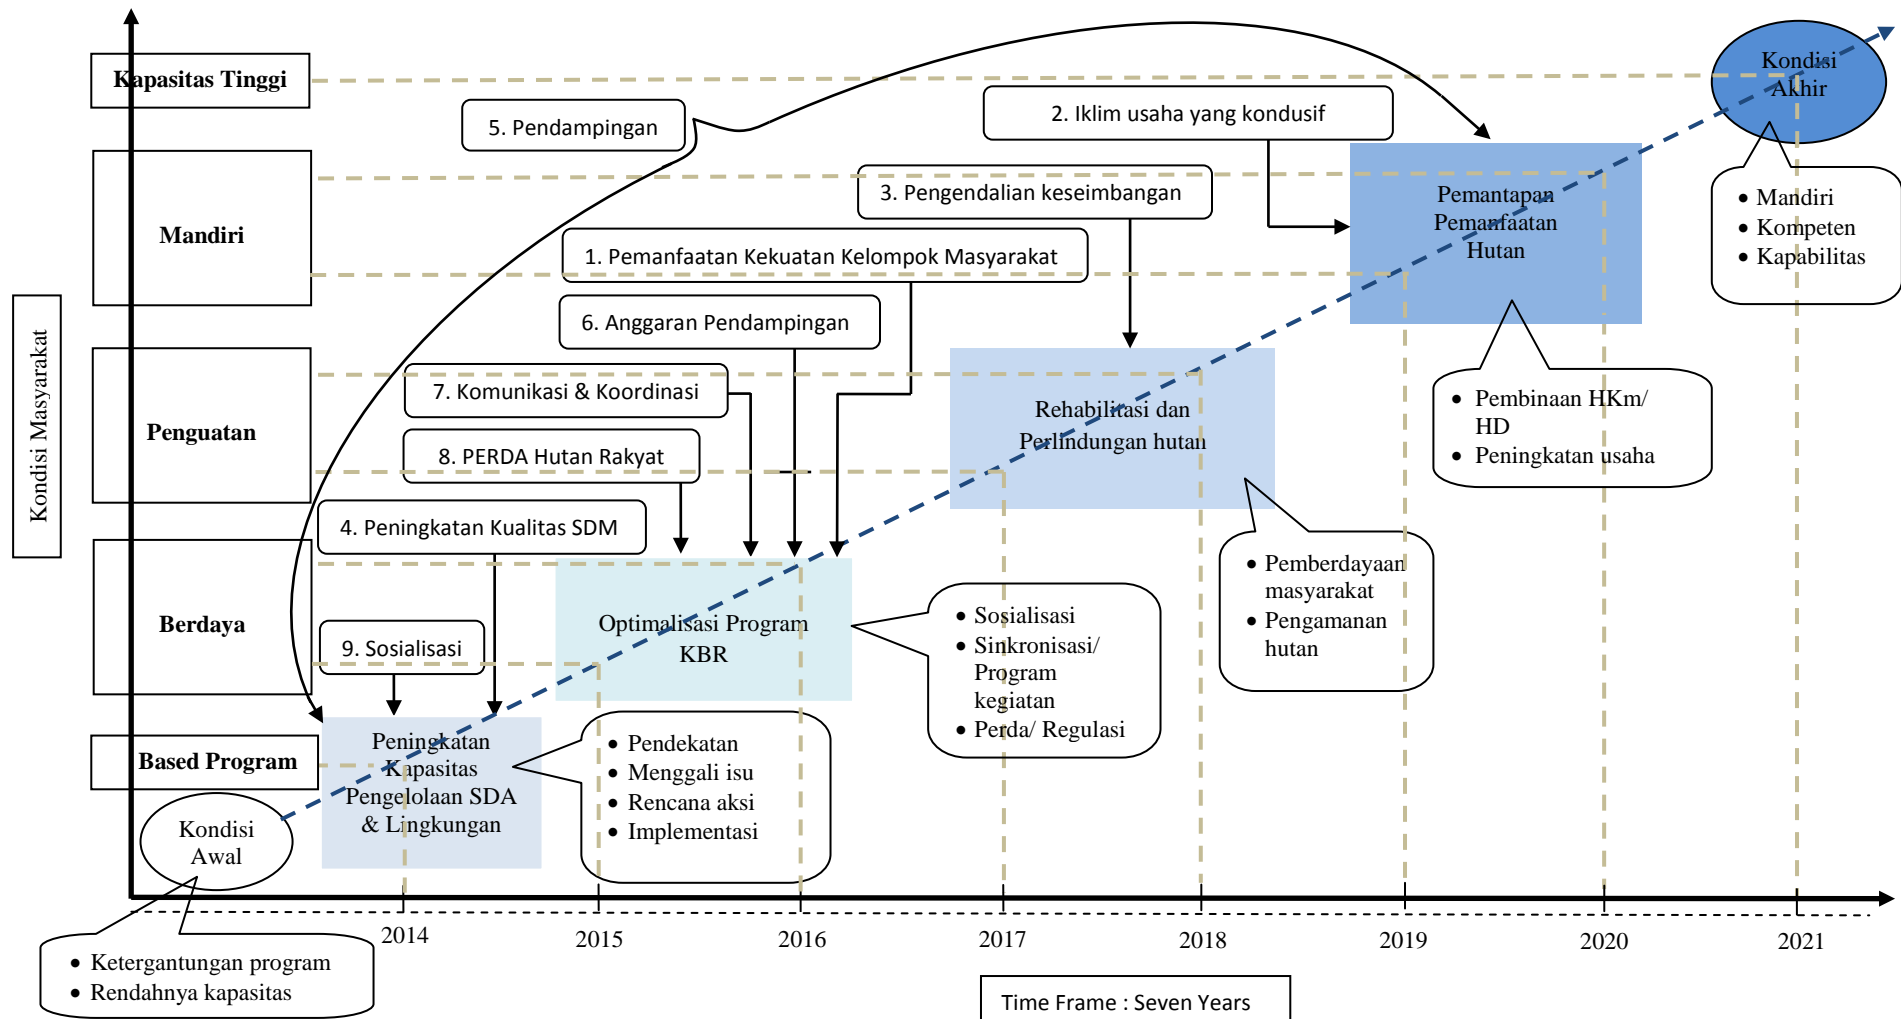 Kapasitas Tinggi
Mandiri
Penguatan
Berdaya
Based Program
Kondisi Masyarakat
Kondisi
Awal
• Ketergantungan program
• Rendahnya kapasitas
5. Pendampingan
2. Iklim usaha yang kondusif
3. Pengendalian keseimbangan
1. Pemanfaatan Kekuatan Kelompok Masyarakat
6. Anggaran Pendampingan
7. Komunikasi & Koordinasi
8. PERDA Hutan Rakyat
4. Peningkatan Kualitas SDM
9. Sosialisasi
Peningkatan
Kapasitas
Pengelolaan SDA
& Lingkungan
• Pendekatan
• Menggali isu
• Rencana aksi
• Implementasi
Optimalisasi Program
KBR
• Sosialisasi
• Sinkronisasi/
Program
kegiatan
• Perda/ Regulasi
Rehabilitasi dan
Perlindungan hutan
• Pemberdayaan
masyarakat
• Pengamanan
hutan
Pemantapan
Pemanfaatan
Hutan
• Pembinaan HKm/
HD
• Peningkatan usaha
Kondisi
Akhir
• Mandiri
• Kompeten
• Kapabilitas
2014
2015
2016
2017
2018
2019
2020
2021
Time Frame : Seven Years